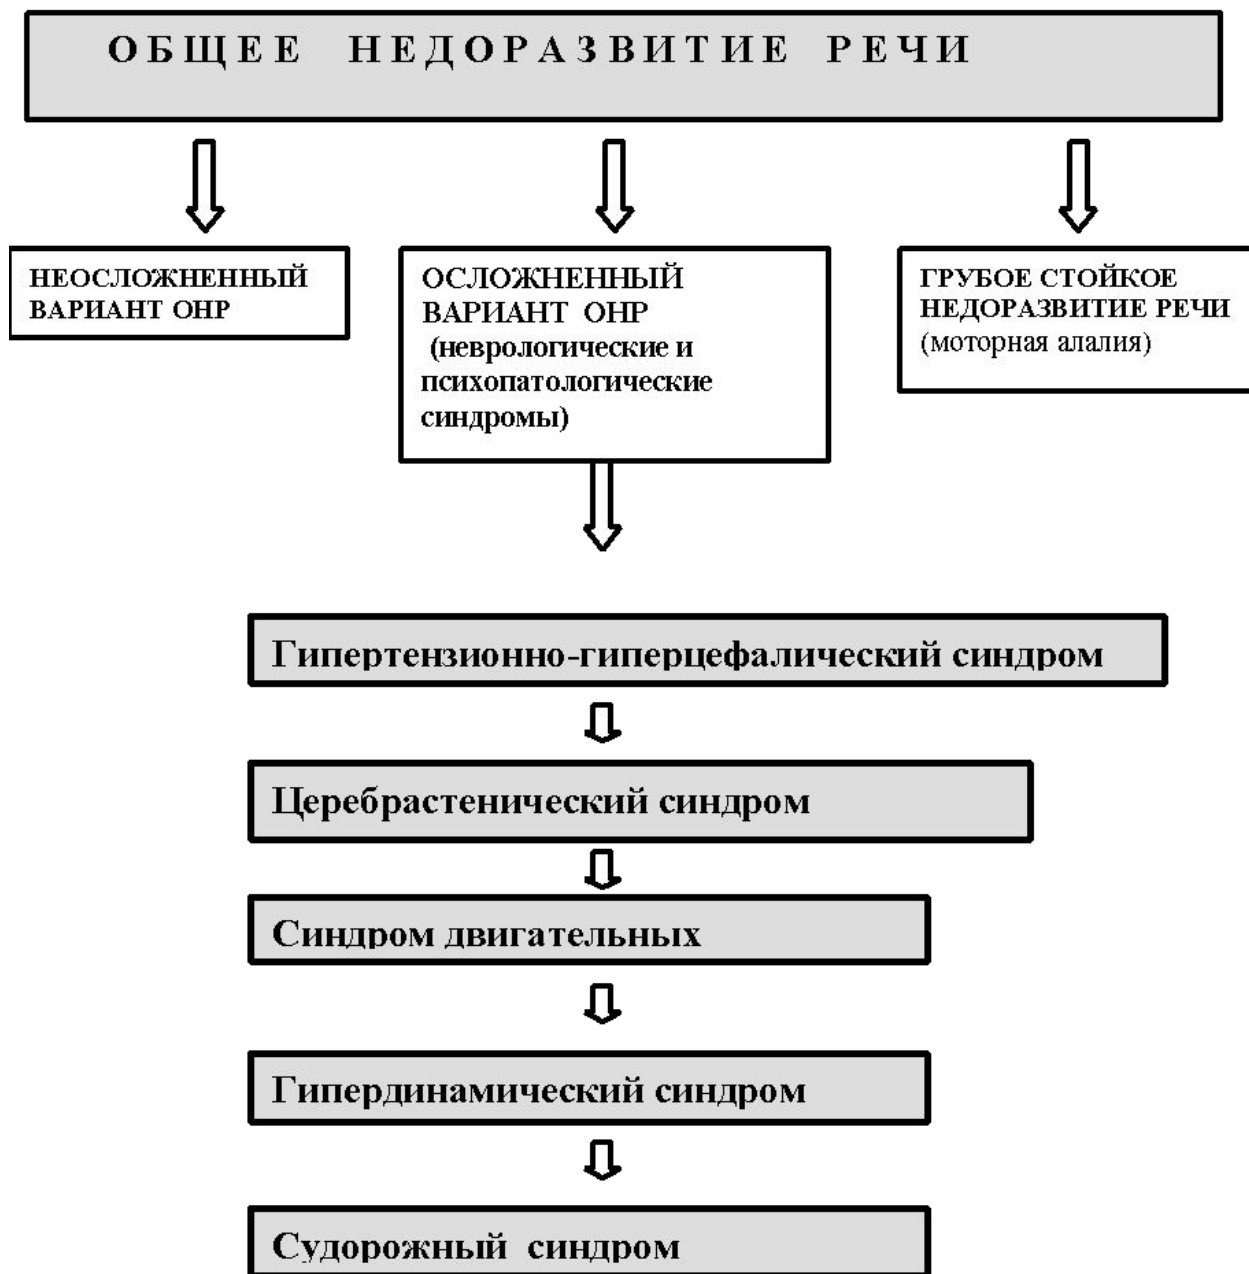 ОБЩЕЕ НЕДОРАЗВИТИЕ РЕЧИ
НЕОСЛОЖНЕННЫЙ
ВАРИАНТ ОНР
ОСЛОЖНЕННЫЙ
ВАРИАНТ ОНР
(неврологические и
психопатологические
синдромы)
ГРУБОЕ СТОЙКОЕ
НЕДОРАЗВИТИЕ РЕЧИ
(моторная алалия)
Гипертензионно-гиперцефалический синдром
Церебрастенический синдром
Синдром двигательных
Гипердинамический синдром
Судорожный синдром